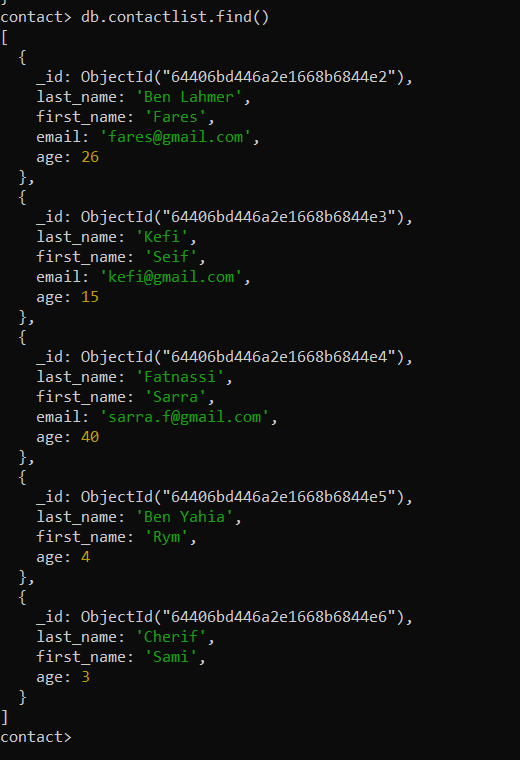 contact> db.contactlist.find()
[
  {
    _id: ObjectId("64406bd446a2e1668b6844e2"),
    last_name: 'Ben Lahmer',
    first_name: 'Fares',
    email: 'fares@gmail.com',
    age: 26
  },
  {
    _id: ObjectId("64406bd446a2e1668b6844e3"),
    last_name: 'Kefi',
    first_name: 'Seif',
    email: 'kefi@gmail.com',
    age: 15
  },
  {
    _id: ObjectId("64406bd446a2e1668b6844e4"),
    last_name: 'Fatnassi',
    first_name: 'Sarra',
    email: 'sarra.f@gmail.com',
    age: 40
  },
  {
    _id: ObjectId("64406bd446a2e1668b6844e5"),
    last_name: 'Ben Yahia',
    first_name: 'Rym',
    age: 4
  },
  {
    _id: ObjectId("64406bd446a2e1668b6844e6"),
    last_name: 'Cherif',
    first_name: 'Sami',
    age: 3
  }
]
contact>